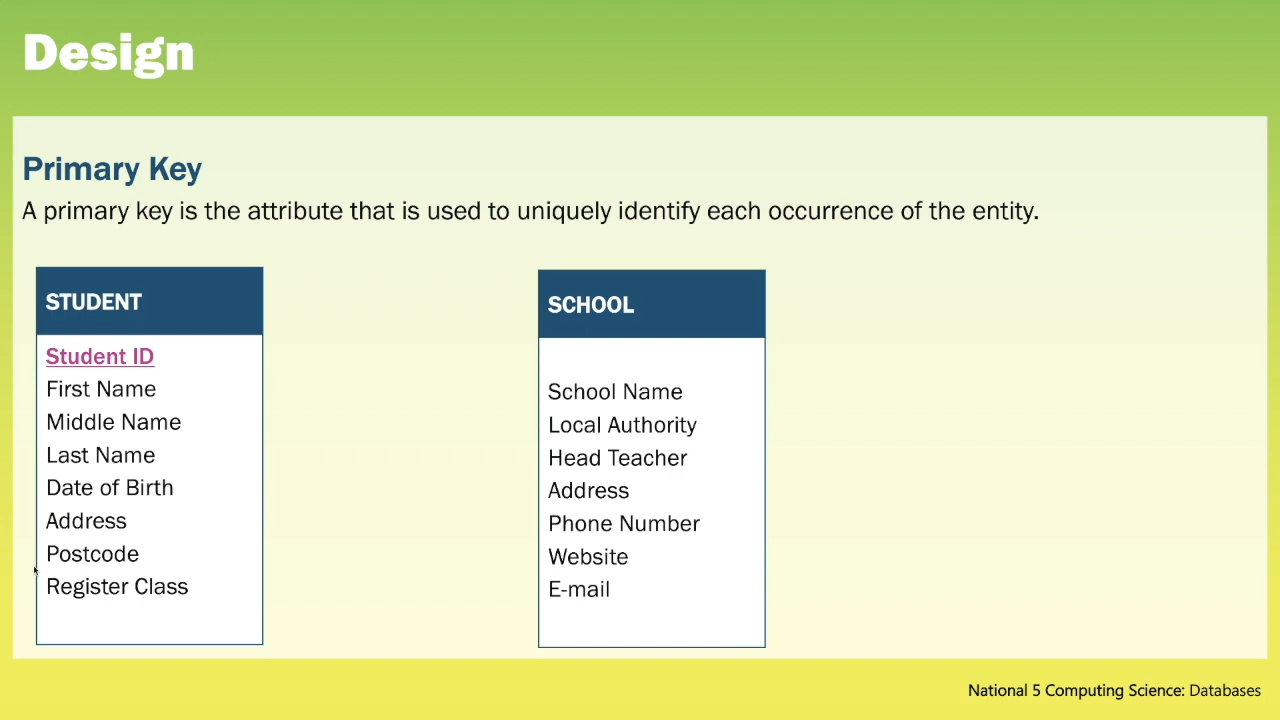 Design
Primary Key
A primary key is the attribute that is used to uniquely identify each occurrence of the entity.
STUDENT
Student ID
First Name
Middle Name
Last Name
Date of Birth
Address
Postcode
Register Class
SCHOOL
School Name
Local Authority
Head Teacher
Address
Phone Number
Website
E-mail
National 5 Computing Science: Databases